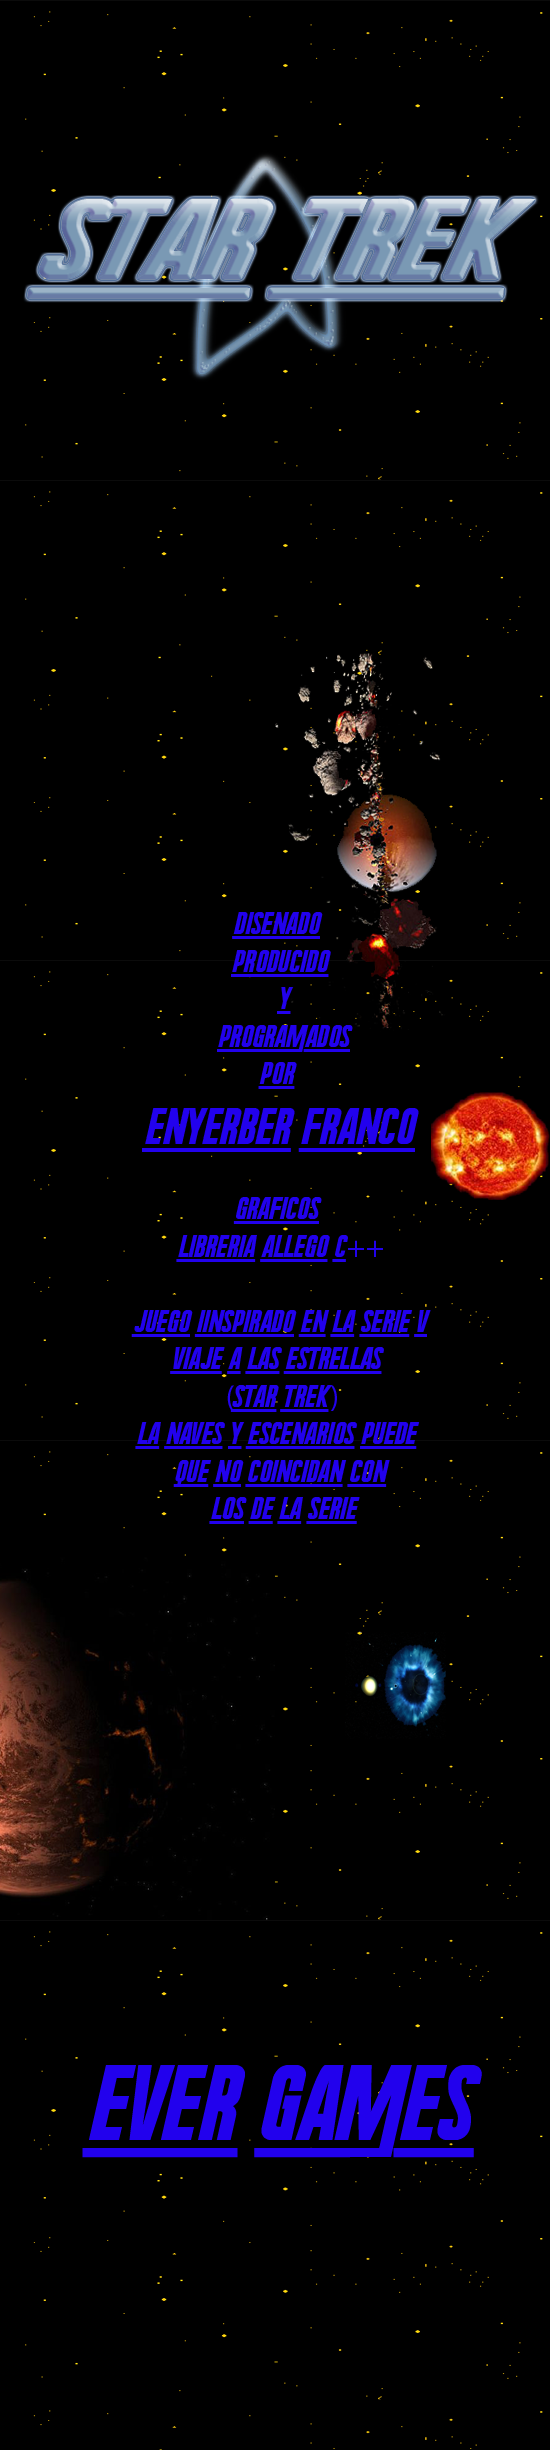 STAR TREK
DISENADO
PRODUCIDO
Y
PROGRAMADOS
POR
ENYERBER FRANCO
GRAFICOS
LIBRERIA ALLEGO C++
JUEGO IINSPIRADO EN LA SERIE V
VIAJE A LAS ESTRELLAS
(STAR TREK)
LA NAVES Y ESCENARIOS PUEDE
QUE NO COINCIDAN CON
LOS DE LA SERIE
EVER GAMES